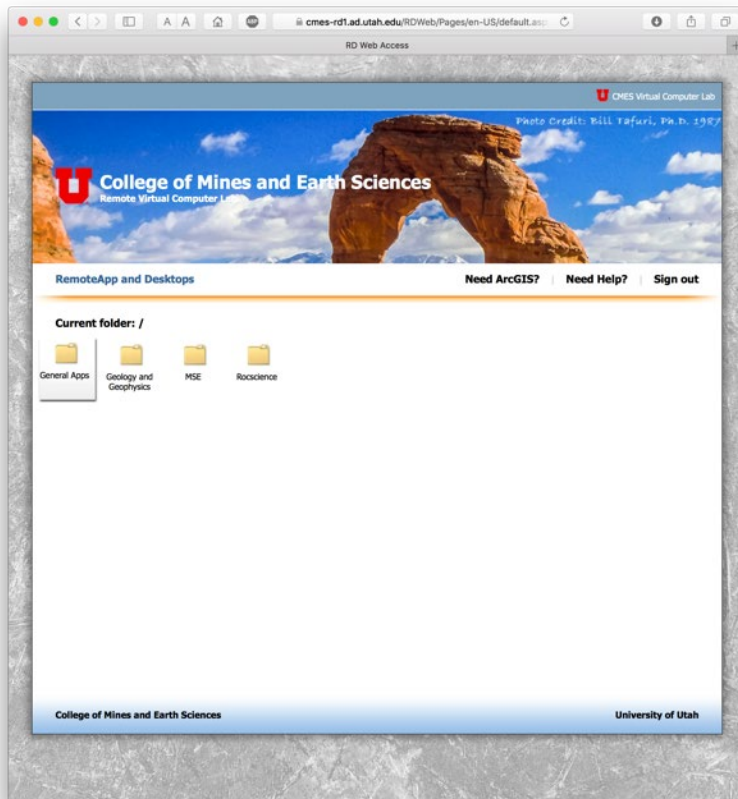 A A
ABP
cmes-rd1.ad.utah.edu/RDWeb/Pages/en-US/default.asp
RD Web Access
U CMES Virtual Computer Lab
Photo Credit: Bill Tafuri, Ph.D. 1987
U College of Mines and Earth Sciences
Remote Virtual Computer Lab
RemoteApp and Desktops
Need ArcGIS? | Need Help? | Sign out
Current folder: /
General Apps
Geology and
Geophysics
MSE
Rocscience
College of Mines and Earth Sciences
University of Utah